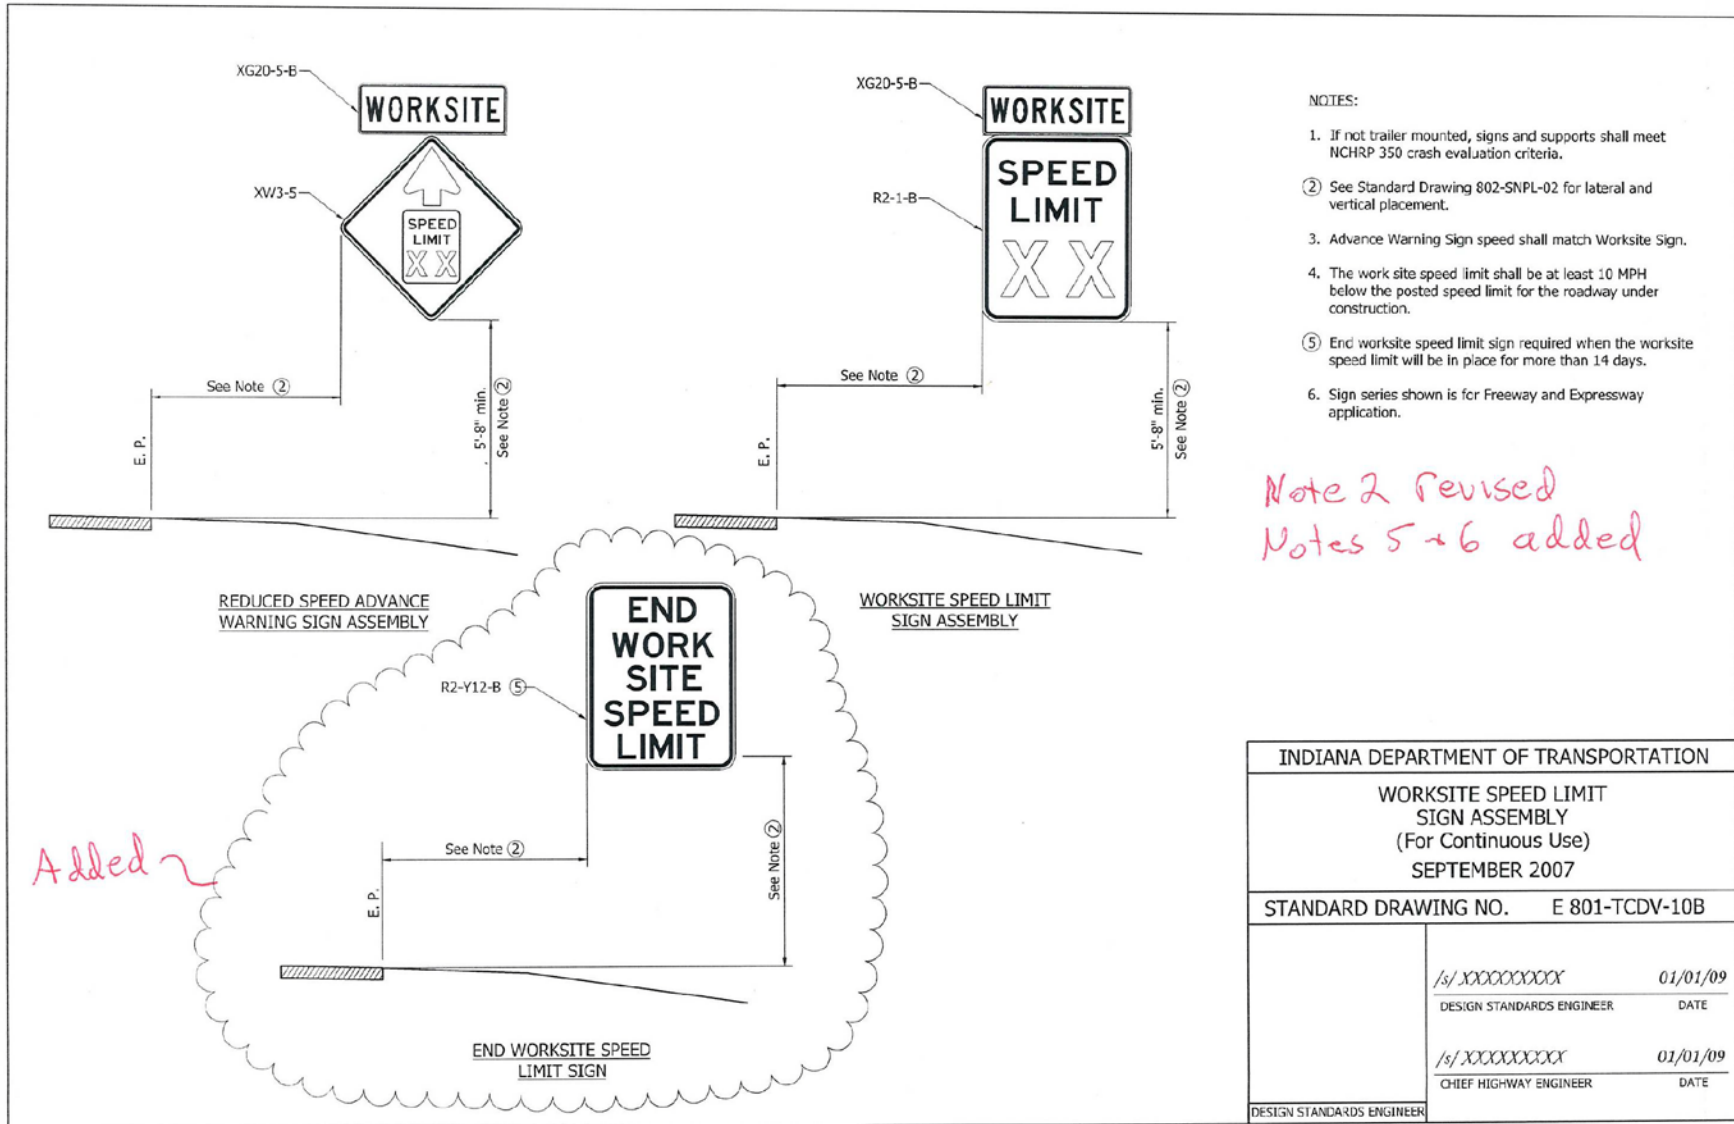 XG20-5-B
WORKSITE
XW3-5
SPEED
LIMIT
X X
See Note ②
5'-8" min.
See Note ②
E. P.
REDUCED SPEED ADVANCE
WARNING SIGN ASSEMBLY
XG20-5-B
WORKSITE
R2-1-B
SPEED
LIMIT
X X
See Note ②
5'-8" min.
See Note ②
E. P.
WORKSITE SPEED LIMIT
SIGN ASSEMBLY
NOTES:
1. If not trailer mounted, signs and supports shall meet
NCHRP 350 crash evaluation criteria.
② See Standard Drawing 802-SNPL-02 for lateral and
vertical placement.
3. Advance Warning Sign speed shall match Worksite Sign.
4. The work site speed limit shall be at least 10 MPH
below the posted speed limit for the roadway under
construction.
⑤ End worksite speed limit sign required when the worksite
speed limit will be in place for more than 14 days.
6. Sign series shown is for Freeway and Expressway
application.
Note 2 revised
Notes 5 + 6 added
Added
R2-Y12-B ⑤
END
WORK
SITE
SPEED
LIMIT
See Note ②
See Note ②
E. P.
END WORKSITE SPEED
LIMIT SIGN
INDIANA DEPARTMENT OF TRANSPORTATION
WORKSITE SPEED LIMIT
SIGN ASSEMBLY
(For Continuous Use)
SEPTEMBER 2007
STANDARD DRAWING NO. E 801-TCDV-10B
/s/ XXXXXXXXX 01/01/09
DESIGN STANDARDS ENGINEER DATE
/s/ XXXXXXXXX 01/01/09
CHIEF HIGHWAY ENGINEER DATE
DESIGN STANDARDS ENGINEER